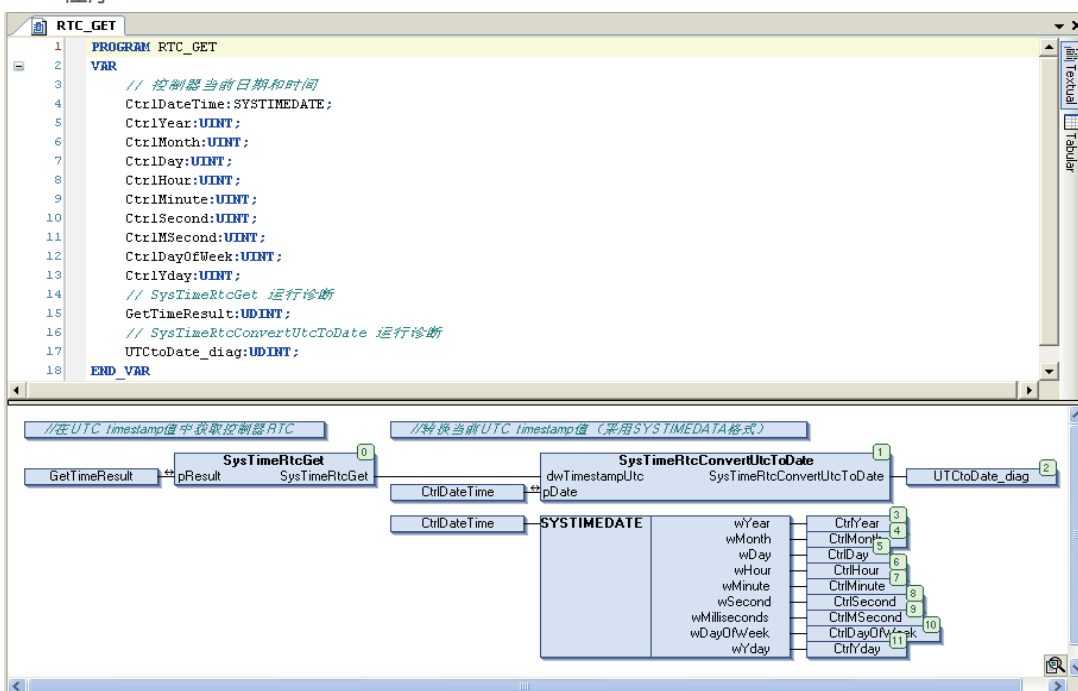 RTC_GET
1 PROGRAM RTC_GET
2 VAR
3 // 控制器当前日期和时间
4 CtrlDateTime:SYSTIMEDATE;
5 CtrlYear:UINT;
6 CtrlMonth:UINT;
7 CtrlDay:UINT;
8 CtrlHour:UINT;
9 CtrlMinute:UINT;
10 CtrlSecond:UINT;
11 CtrlMSecond:UINT;
12 CtrlDayOfWeek:UINT;
13 CtrlYday:UINT;
14 // SysTimeRtcGet 运行诊断
15 GetTimeResult:UDINT;
16 // SysTimeRtcConvertUtcToDate 运行诊断
17 UTCtoDate_diag:UDINT;
18 END_VAR
Textual
Tabular
//在UTC timestamp值中获取控制器RTC
//转换当前UTC timestamp值（采用SYSTIMEDATA格式）
SysTimeRtcGet 0
GetTimeResult pResult SysTimeRtcGet
SysTimeRtcConvertUtcToDate 1
dwTimestampUtc SysTimeRtcConvertUtcToDate UTCtoDate_diag 2
CtrlDateTime pDate
CtrlDateTime SYSTIMEDATE wYear CtrlYear 3
wMonth CtrlMonth 4
wDay CtrlDay 5
wHour CtrlHour 6
wMinute CtrlMinute 7
wSecond CtrlSecond 8
wMilliseconds CtrlMSecond 9
wDayOfWeek CtrlDayOfWeek 10
wYday CtrlYday 11